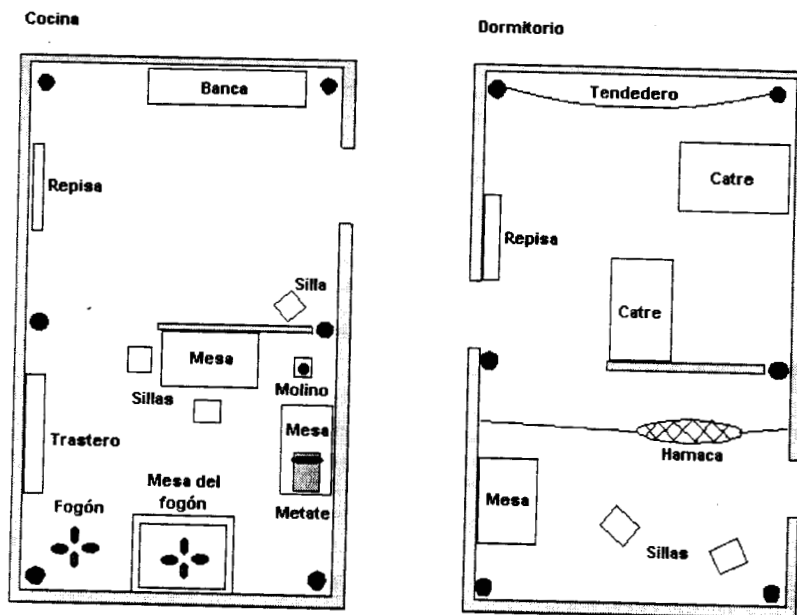 Cocina
Banca
Repisa
Silla
Mesa
Sillas
Molino
Mesa
Trastero
Mesa del
fogón
Fogón
Metate
Dormitorio
Tendedero
Catre
Repisa
Catre
Hamaca
Mesa
Sillas